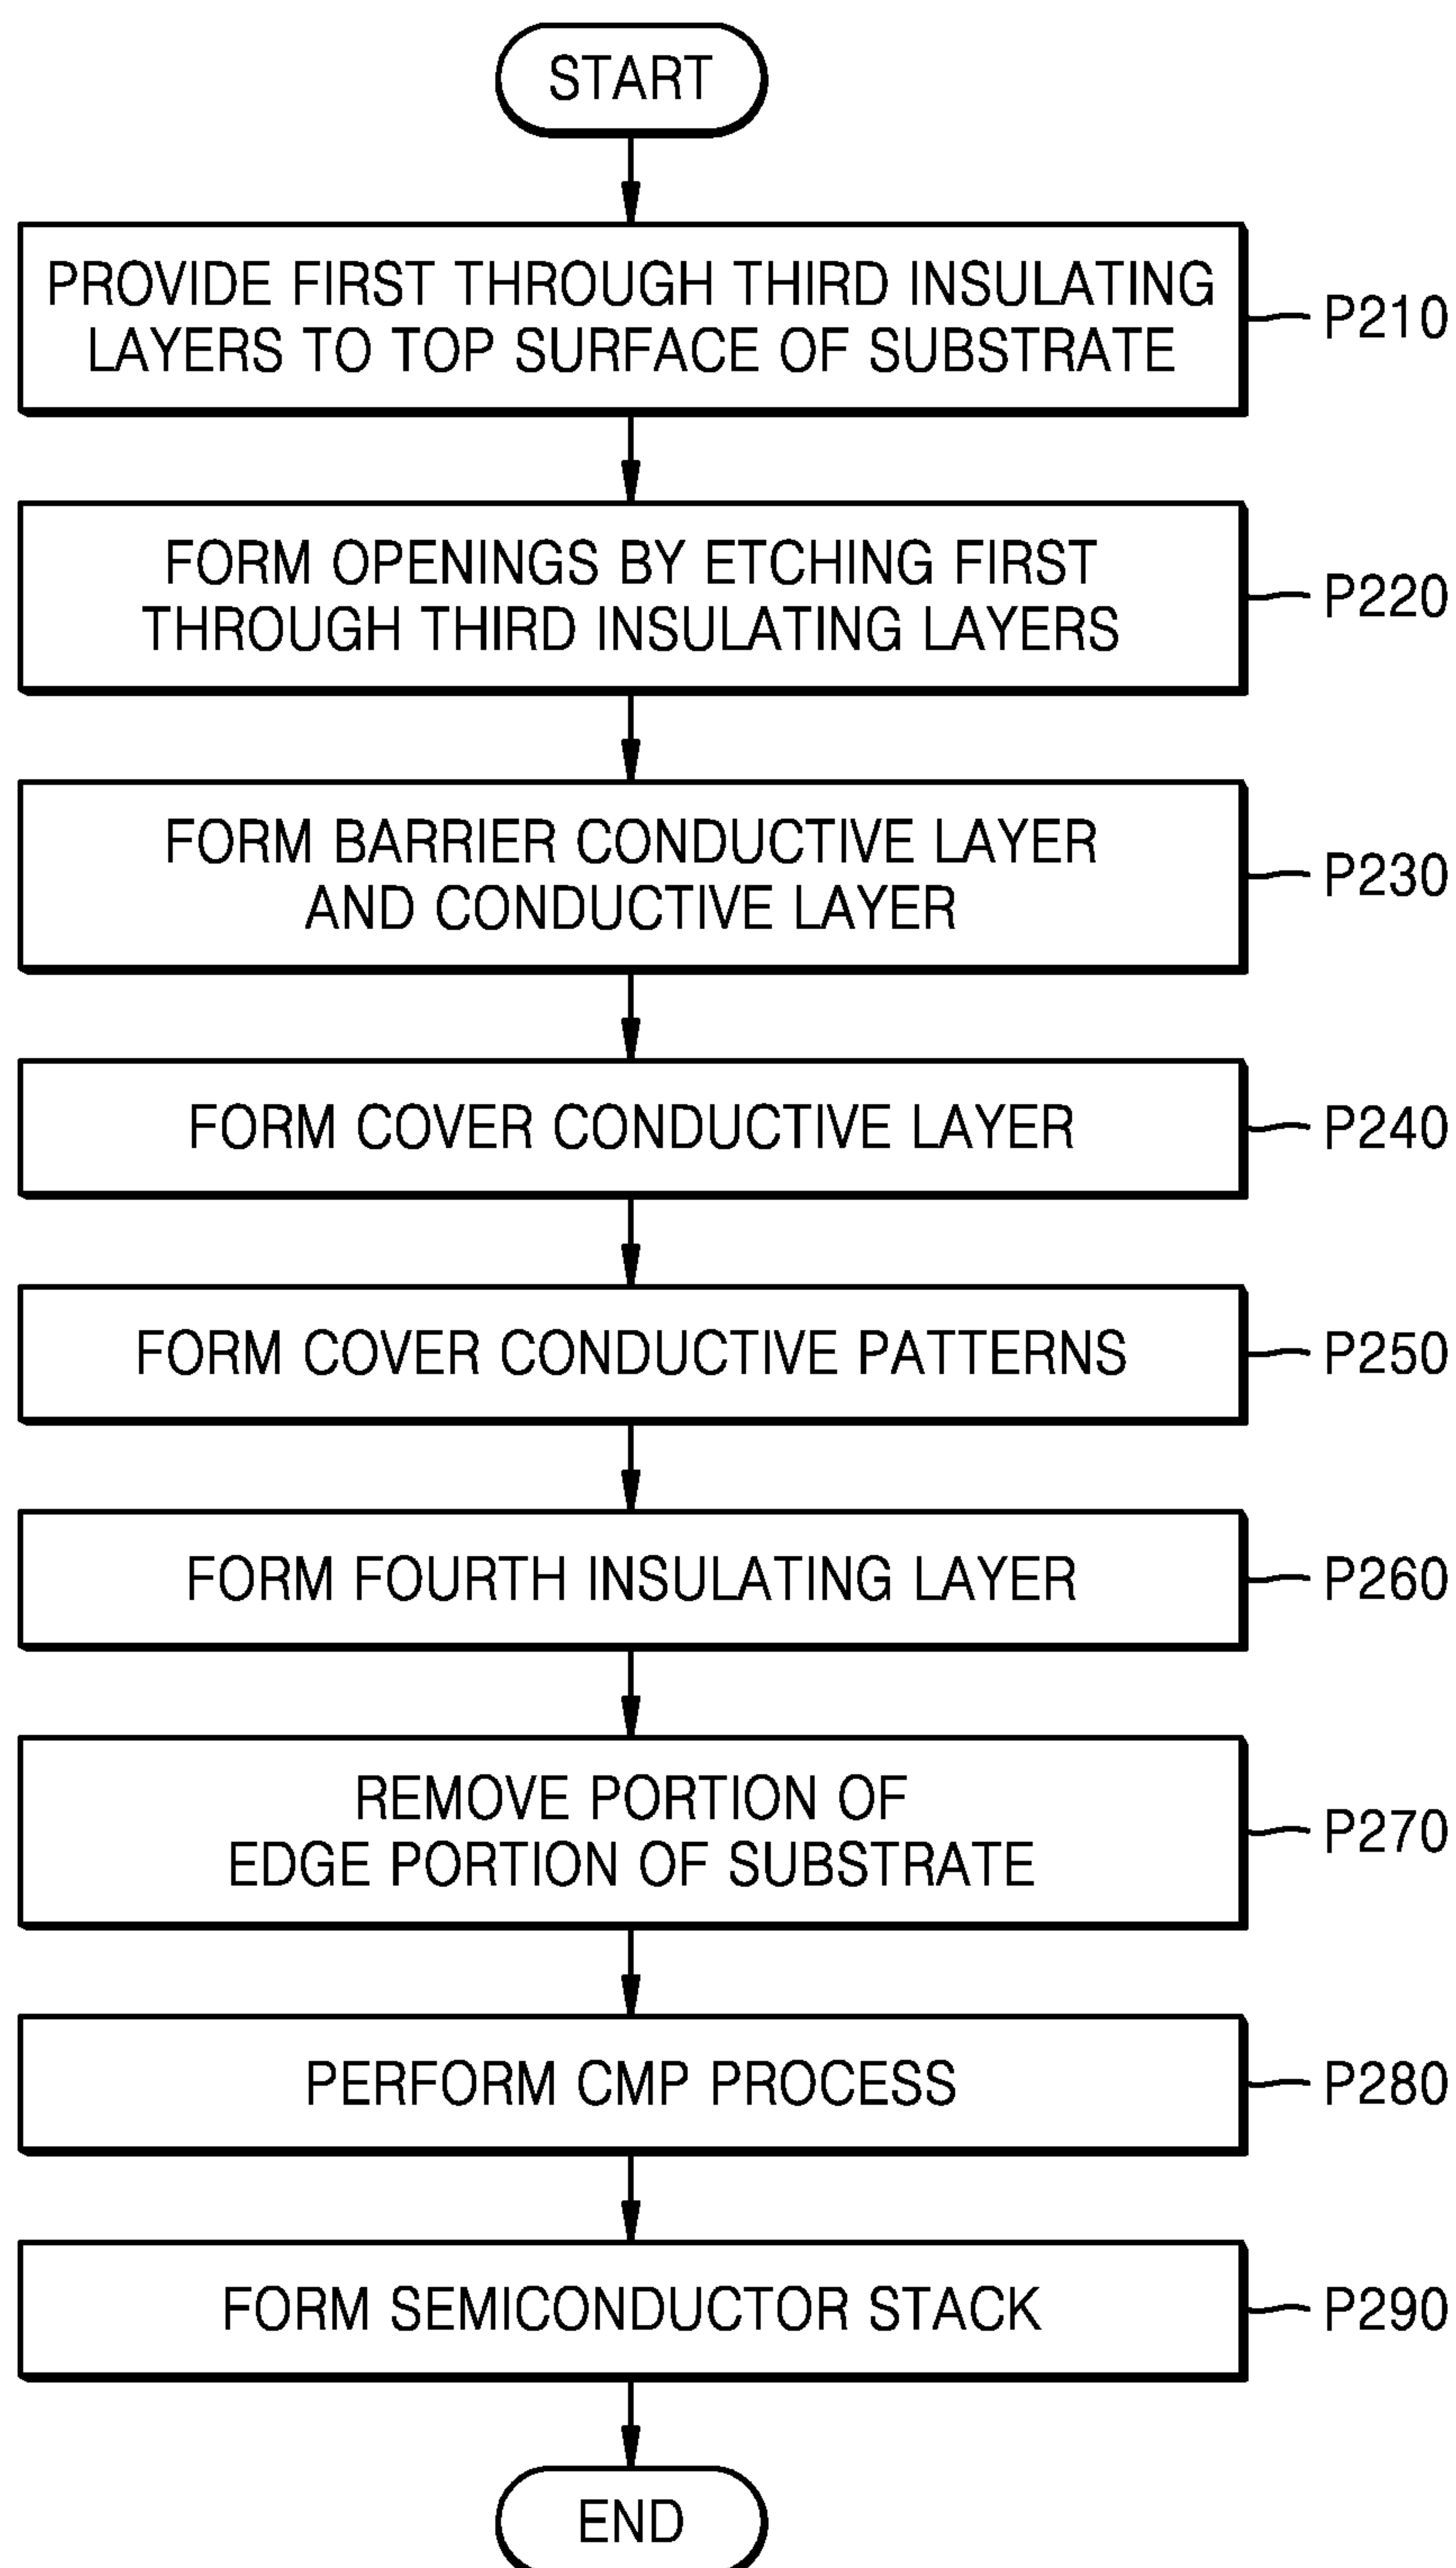 START
PROVIDE FIRST THROUGH THIRD INSULATING
LAYERS TO TOP SURFACE OF SUBSTRATE
P210
FORM OPENINGS BY ETCHING FIRST
THROUGH THIRD INSULATING LAYERS
P220
FORM BARRIER CONDUCTIVE LAYER
AND CONDUCTIVE LAYER
P230
FORM COVER CONDUCTIVE LAYER
P240
FORM COVER CONDUCTIVE PATTERNS
P250
FORM FOURTH INSULATING LAYER
P260
REMOVE PORTION OF
EDGE PORTION OF SUBSTRATE
P270
PERFORM CMP PROCESS
P280
FORM SEMICONDUCTOR STACK
P290
END